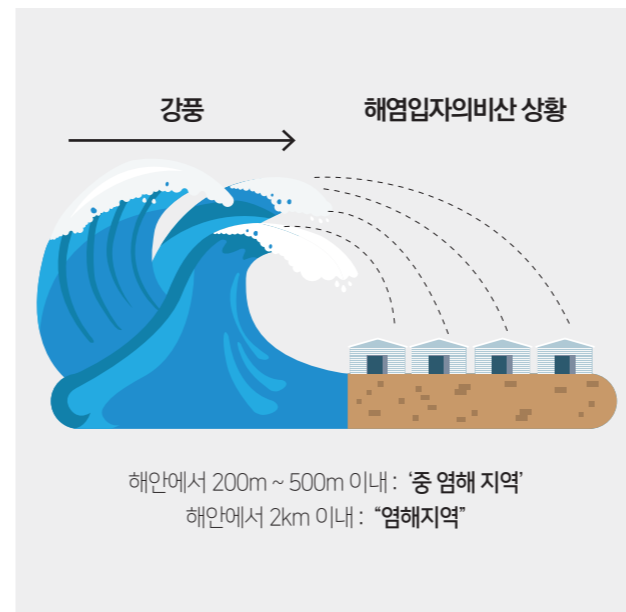 강풍
해염입자의비산 상황
해안에서 200m ~ 500m 이내 : ‘중 염해 지역’
해안에서 2km 이내 : “염해지역”